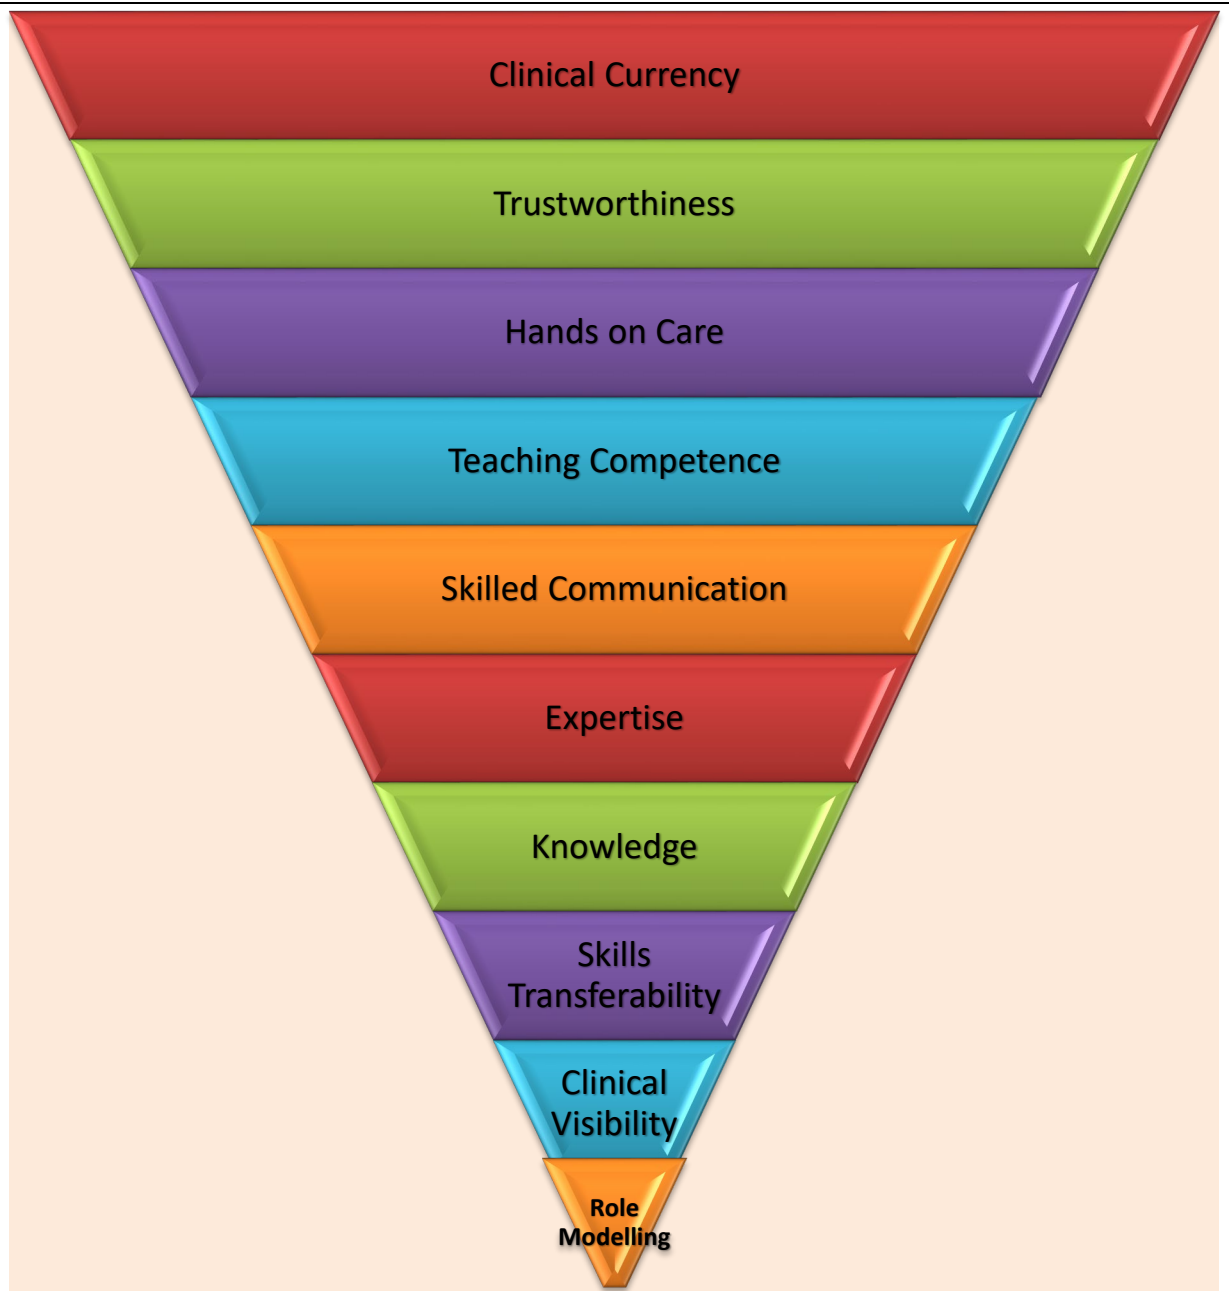 Clinical Currency
Trustworthiness
Hands on Care
Teaching Competence
Skilled Communication
Expertise
Knowledge
Skills
Transferability
Clinical
Visibility
Role
Modelling